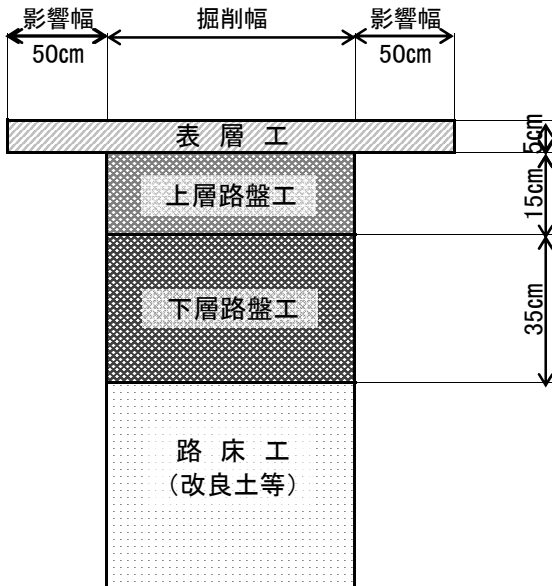 影響幅 掘削幅 影響幅
50cm 50cm
表 層 工
5cm
上層路盤工
15cm
下層路盤工
35cm
路 床 工
（改良土等）